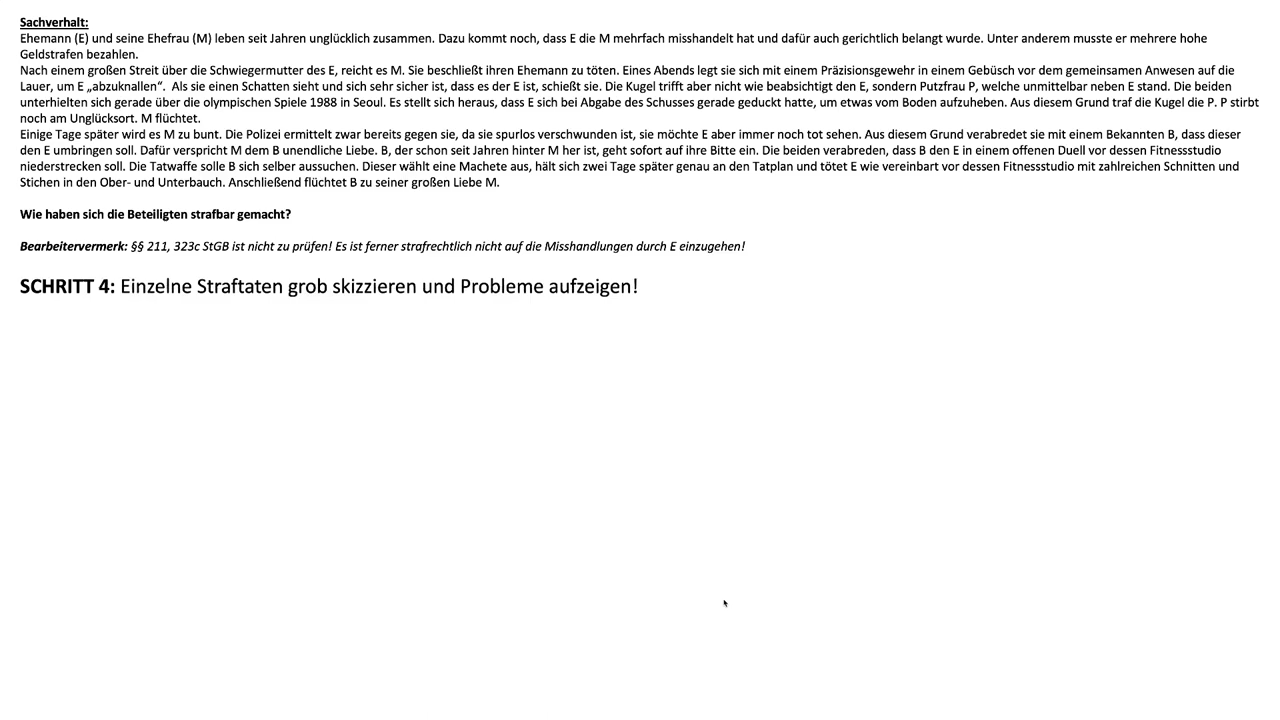 Sachverhalt:
Ehemann (E) und seine Ehefrau (M) leben seit Jahren unglücklich zusammen. Dazu kommt noch, dass E die M mehrfach misshandelt hat und dafür auch gerichtlich belangt wurde. Unter anderem musste er mehrere hohe
Geldstrafen bezahlen.
Nach einem großen Streit über die Schwiegermutter des E, reicht es M. Sie beschließt ihren Ehemann zu töten. Eines Abends legt sie sich mit einem Präzisionsgewehr in einem Gebüsch vor dem gemeinsamen Anwesen auf die
Lauer, um E „abzuknallen“. Als sie einen Schatten sieht und sich sehr sicher ist, dass es der E ist, schießt sie. Die Kugel trifft aber nicht wie beabsichtigt den E, sondern Putzfrau P, welche unmittelbar neben E stand. Die beiden
unterhielten sich gerade über die olympischen Spiele 1988 in Seoul. Es stellt sich heraus, dass E sich bei Abgabe des Schusses gerade geduckt hatte, um etwas vom Boden aufzuheben. Aus diesem Grund traf die Kugel die P. P stirbt
noch am Unglücksort. M flüchtet.
Einige Tage später wird es M zu bunt. Die Polizei ermittelt zwar bereits gegen sie, da sie spurlos verschwunden ist, sie möchte E aber immer noch tot sehen. Aus diesem Grund verabredet sie mit einem Bekannten B, dass dieser
den E umbringen soll. Dafür verspricht M dem B unendliche Liebe. B, der schon seit Jahren hinter M her ist, geht sofort auf ihre Bitte ein. Die beiden verabreden, dass B den E in einem offenen Duell vor dessen Fitnessstudio
niederstrecken soll. Die Tatwaffe solle B sich selber aussuchen. Dieser wählt eine Machete aus, hält sich zwei Tage später genau an den Tatplan und tötet E wie vereinbart vor dessen Fitnessstudio mit zahlreichen Schnitten und
Stichen in den Ober- und Unterbauch. Anschließend flüchtet B zu seiner großen Liebe M.
Wie haben sich die Beteiligten strafbar gemacht?
Bearbeitervermerk: §§ 211, 323c StGB ist nicht zu prüfen! Es ist ferner strafrechtlich nicht auf die Misshandlungen durch E einzugehen!
SCHRITT 4: Einzelne Straftaten grob skizzieren und Probleme aufzeigen!